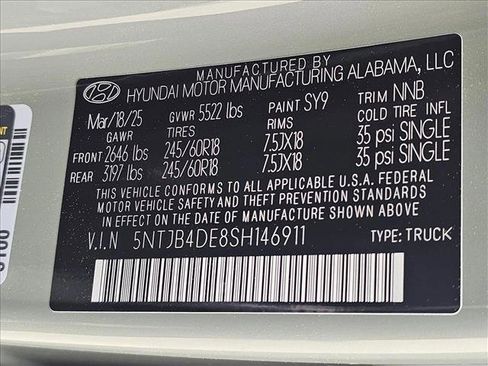 MANUFACTURED BY
HYUNDAI MOTOR MANUFACTURING ALABAMA, LLC
Mar/18/25 GVWR 5522 lbs PAINT SY9 TRIM NNB
GAWR TIRES RIMS COLD TIRE INFL
FRONT 2646 lbs 245/60R18 7.5JX18 35 psi SINGLE
REAR 3197 lbs 245/60R18 7.5JX18 35 psi SINGLE
THIS VEHICLE CONFORMS TO ALL APPLICABLE U.S.A. FEDERAL
MOTOR VEHICLE SAFETY AND THEFT PREVENTION STANDARDS
IN EFFECT ON THE DATE OF MANUFACTURE SHOWN ABOVE.
V.I.N 5NTJB4DE8SH146911 TYPE: TRUCK